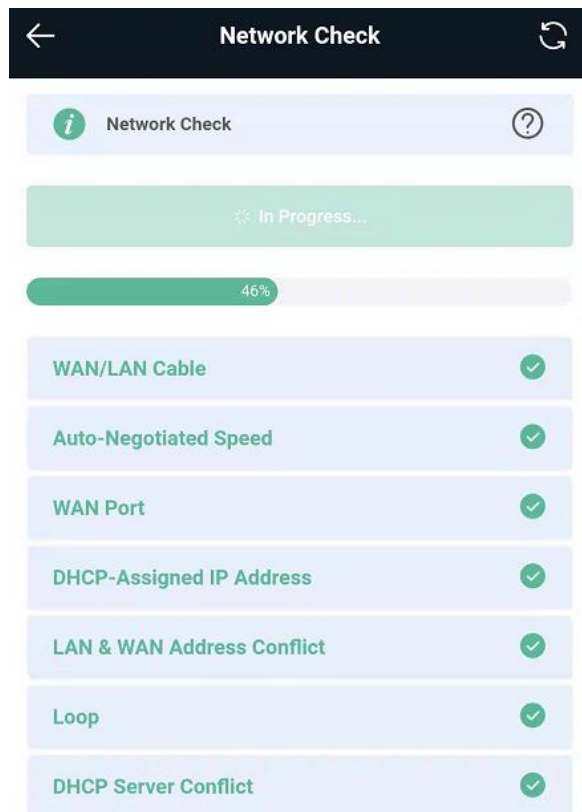 Network Check
Network Check
In Progress...
46%
WAN/LAN Cable
Auto-Negotiated Speed
WAN Port
DHCP-Assigned IP Address
LAN & WAN Address Conflict
Loop
DHCP Server Conflict